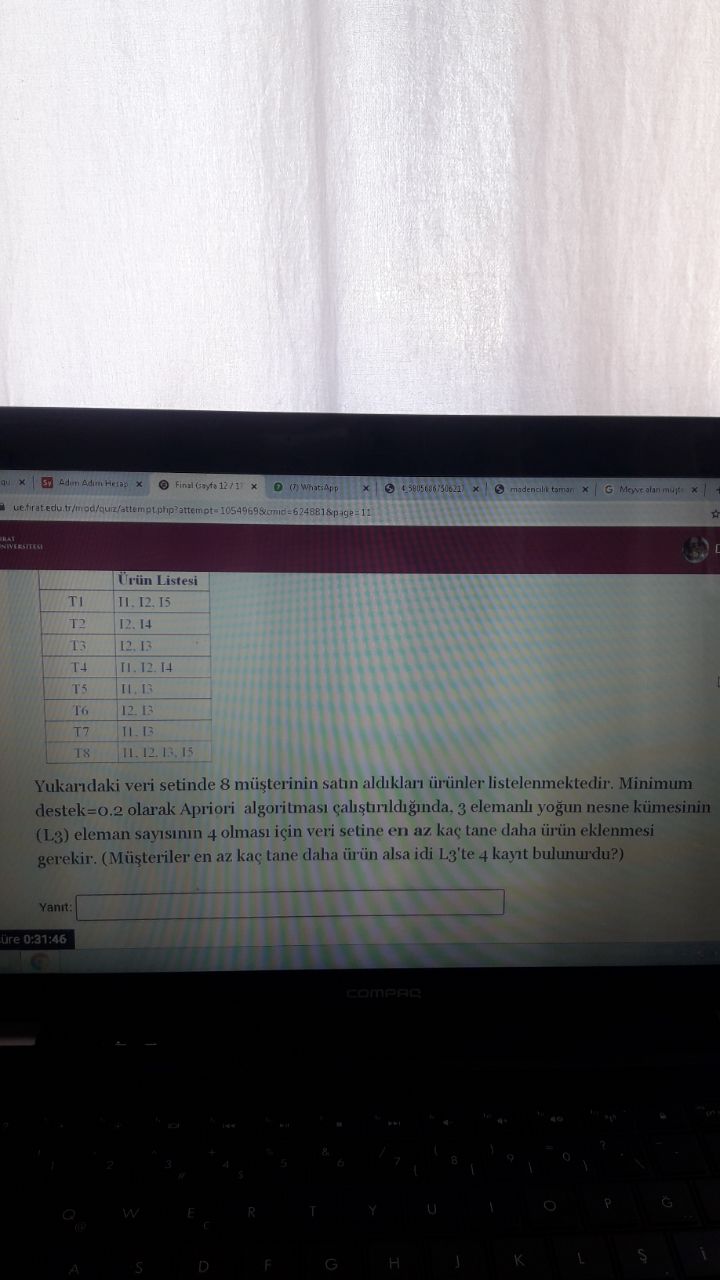 Adım Adım Hesap
Final (sayfa 12 / 17
(7) WhatsApp
madencilik tamam
Meyve alan müşte
ue.firat.edu.tr/mod/quiz/attempt.php?attempt=1054969&cmid=624881&page=11
Ürün Listesi
T1 I1, I2, I5
T2 I2, I4
T3 I2, I3
T4 I1, I2, I4
T5 I1, I3
T6 I2, I3
T7 I1, I3
T8 I1, I2, I3, I5
Yukarıdaki veri setinde 8 müşterinin satın aldıkları ürünler listelenmektedir. Minimum
destek=0.2 olarak Apriori algoritması çalıştırıldığında, 3 elemanlı yoğun nesne kümesinin
(L3) eleman sayısının 4 olması için veri setine en az kaç tane daha ürün eklenmesi
gerekir. (Müşteriler en az kaç tane daha ürün alsa idi L3'te 4 kayıt bulunurdu?)
Yanıt:
üre 0:31:46
COMPAQ
Q W E R T Y U I O P Ğ
A S D F G H J K L Ş İ